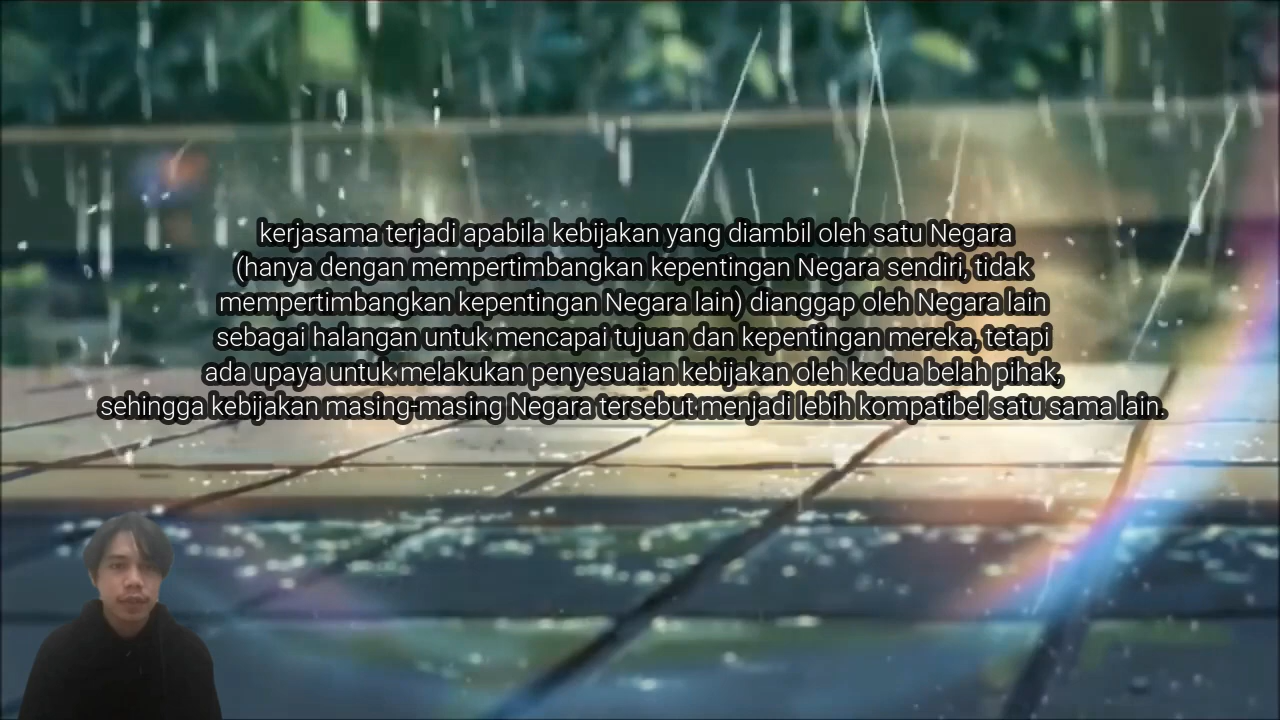 kerjasama terjadi apabila kebijakan yang diambil oleh satu Negara
(hanya dengan mempertimbangkan kepentingan Negara sendiri, tidak
mempertimbangkan kepentingan Negara lain) dianggap oleh Negara lain
sebagai halangan untuk mencapai tujuan dan kepentingan mereka, tetapi
ada upaya untuk melakukan penyesuaian kebijakan oleh kedua belah pihak,
sehingga kebijakan masing-masing Negara tersebut menjadi lebih kompatibel satu sama lain.